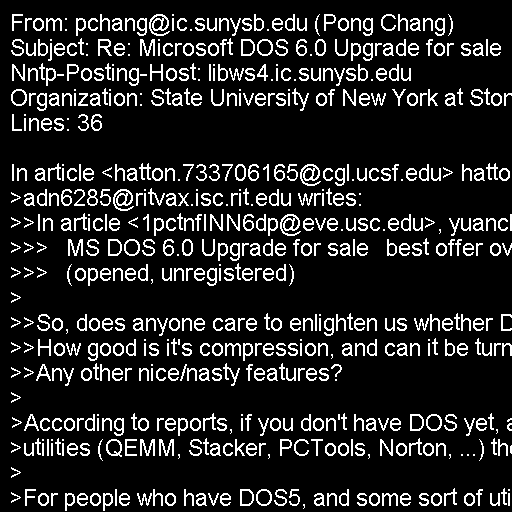 From: pchang@ic.sunysb.edu (Pong Chang)
Subject: Re: Microsoft DOS 6.0 Upgrade for sale
Nntp-Posting-Host: libws4.ic.sunysb.edu
Organization: State University of New York at Ston
Lines: 36

In article <hatton.733706165@cgl.ucsf.edu> hatto
>adn6285@ritvax.isc.rit.edu writes:
>>In article <1pctnfINN6dp@eve.usc.edu>, yuancl
>>>   MS DOS 6.0 Upgrade for sale   best offer ov
>>>   (opened, unregistered)
>
>>So, does anyone care to enlighten us whether D
>>How good is it's compression, and can it be turn
>>Any other nice/nasty features?
>
>According to reports, if you don't have DOS yet, a
>utilities (QEMM, Stacker, PCTools, Norton, ...) the
>
>For people who have DOS5, and some sort of uti